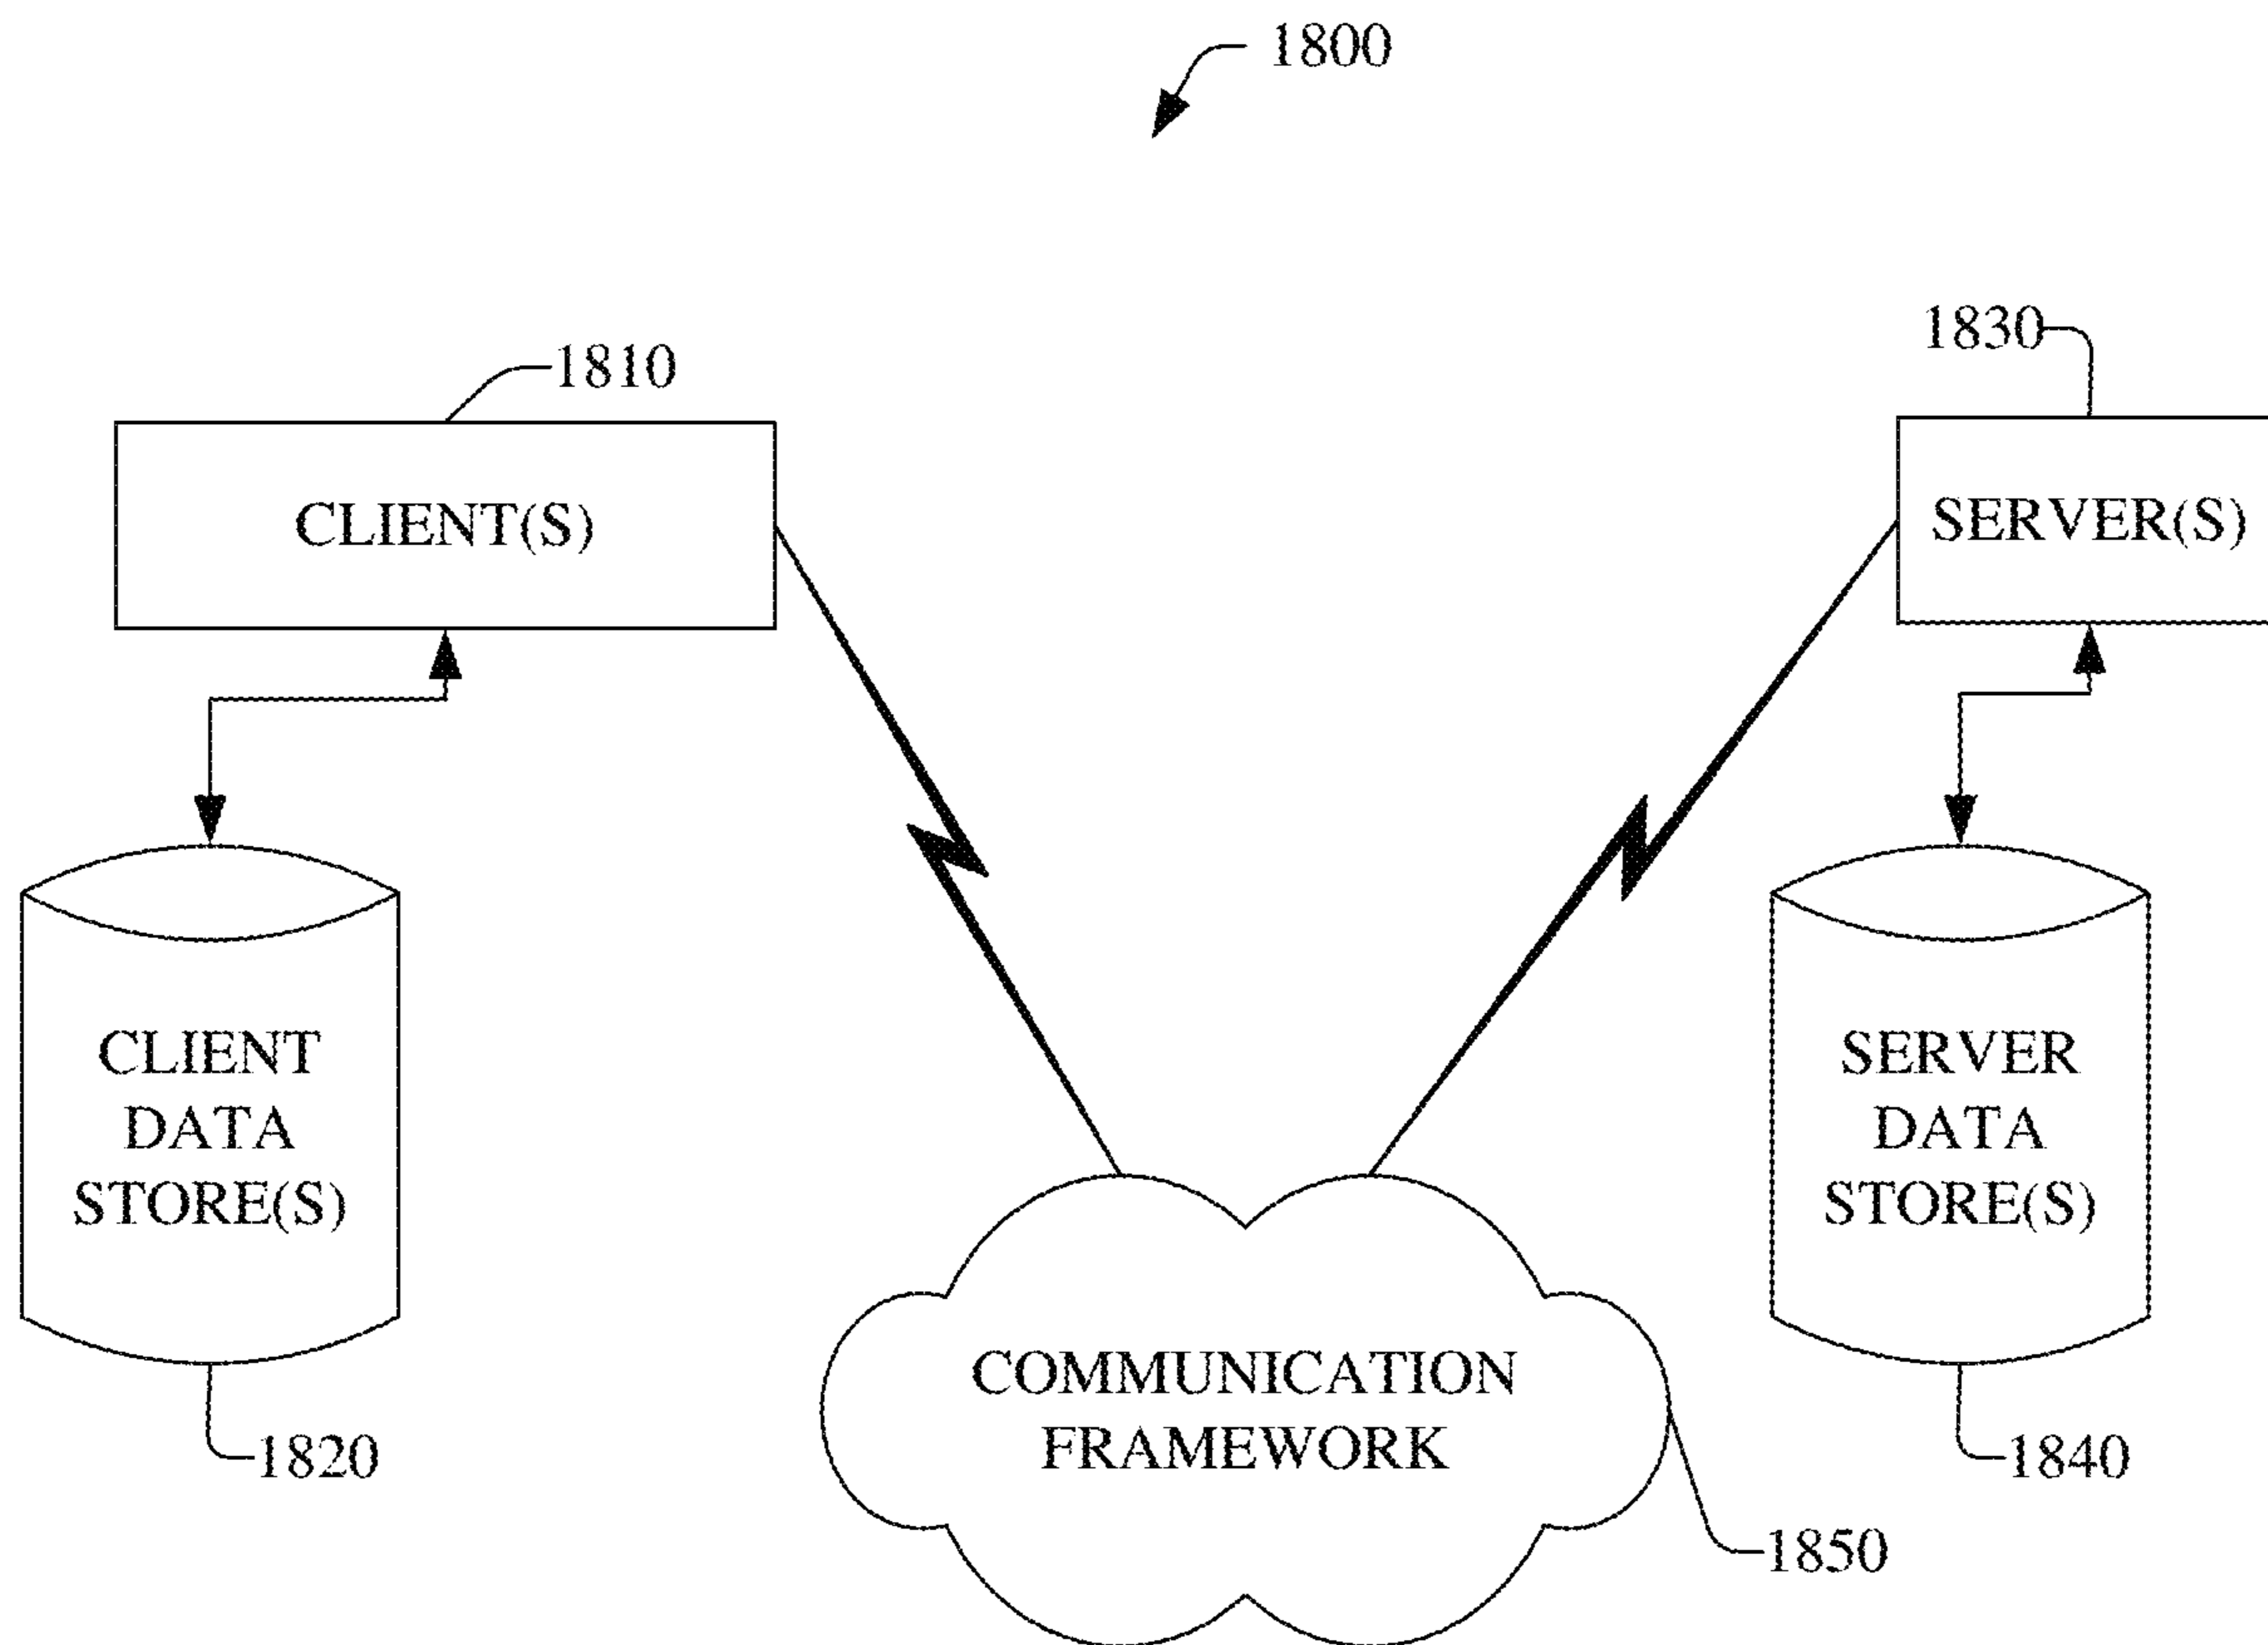 1800
1810
1830
CLIENT(S)
SERVER(S)
CLIENT
DATA
STORE(S)
SERVER
DATA
STORE(S)
COMMUNICATION
FRAMEWORK
1820
1840
1850